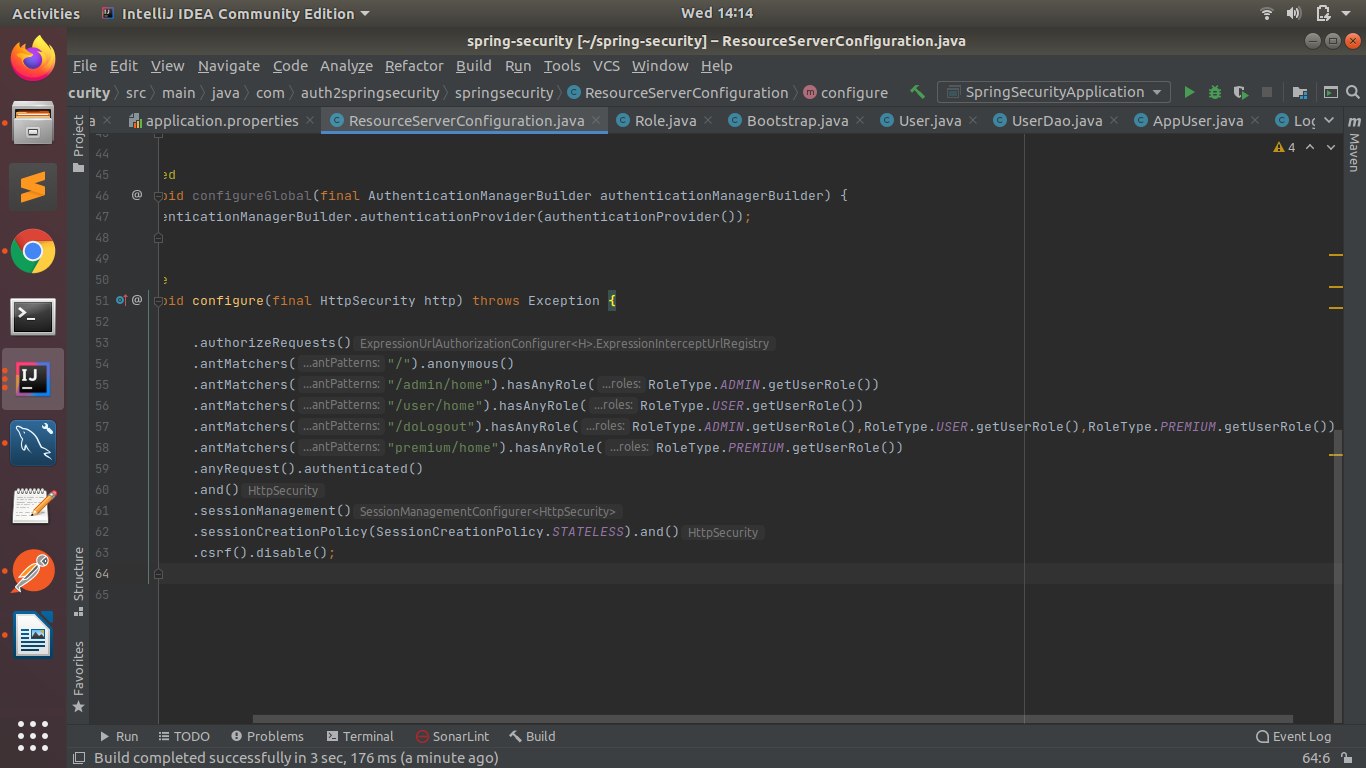 Activities IntelliJ IDEA Community Edition Wed 14:14
spring-security [~/spring-security] – ResourceServerConfiguration.java
File Edit View Navigate Code Analyze Refactor Build Run Tools VCS Window Help
curity src main java com auth2springsecurity springsecurity ResourceServerConfiguration configure SpringSecurityApplication
a application.properties ResourceServerConfiguration.java Role.java Bootstrap.java User.java UserDao.java AppUser.java Log
Project
Maven
4
44
45 ed
46 @ oid configureGlobal(final AuthenticationManagerBuilder authenticationManagerBuilder) {
47 enticationManagerBuilder.authenticationProvider(authenticationProvider());
48
49
50 e
51 @ oid configure(final HttpSecurity http) throws Exception {
52
53 .authorizeRequests() ExpressionUrlAuthorizationConfigurer<H>.ExpressionInterceptUrlRegistry
54 .antMatchers( ...antPatterns: "/").anonymous()
55 .antMatchers( ...antPatterns: "/admin/home").hasAnyRole( ...roles: RoleType.ADMIN.getUserRole())
56 .antMatchers( ...antPatterns: "/user/home").hasAnyRole( ...roles: RoleType.USER.getUserRole())
57 .antMatchers( ...antPatterns: "/doLogout").hasAnyRole( ...roles: RoleType.ADMIN.getUserRole(),RoleType.USER.getUserRole(),RoleType.PREMIUM.getUserRole())
58 .antMatchers( ...antPatterns: "premium/home").hasAnyRole( ...roles: RoleType.PREMIUM.getUserRole())
59 .anyRequest().authenticated()
60 .and() HttpSecurity
61 .sessionManagement() SessionManagementConfigurer<HttpSecurity>
62 .sessionCreationPolicy(SessionCreationPolicy.STATELESS).and() HttpSecurity
63 .csrf().disable();
64
65
Structure
Favorites
Run TODO Problems Terminal SonarLint Build Event Log
Build completed successfully in 3 sec, 176 ms (a minute ago) 64:6